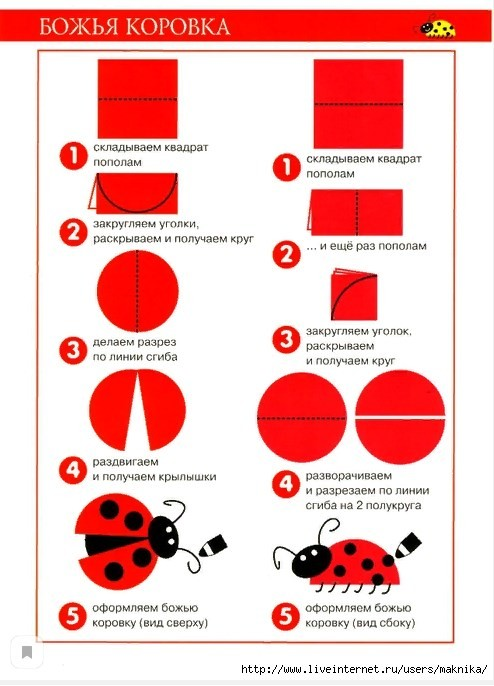 БОЖЬЯ КОРОВКА
1 складываем квадрат
пополам
2 закругляем уголки,
раскрываем и получаем круг
3 делаем разрез
по линии сгиба
4 раздвигаем
и получаем крылышки
5 оформляем божью
коровку (вид сверху)
1 складываем квадрат
пополам
2 ... и ещё раз пополам
3 закругляем уголок,
раскрываем
и получаем круг
4 разворачиваем
и разрезаем по линии
сгиба на 2 полукруга
5 оформляем божью
коровку (вид сбоку)
http://www.liveinternet.ru/users/maknika/